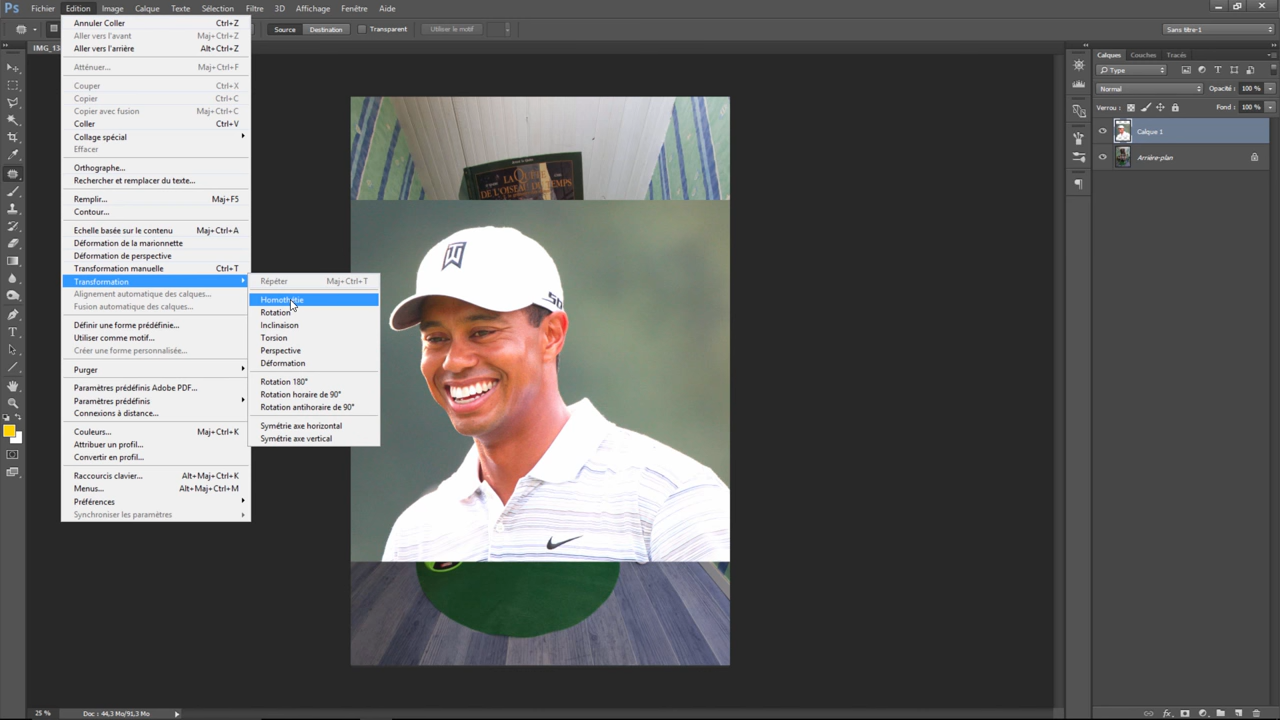 Ps Fichier Edition Image Calque Texte Sélection Filtre 3D Affichage Fenêtre Aide
Source Destination Transparent Utiliser le motif Sans titre-1
IMG_13
Annuler Coller Ctrl+Z
Aller vers l'avant Maj+Ctrl+Z
Aller vers l'arrière Alt+Ctrl+Z
Atténuer... Maj+Ctrl+F
Couper Ctrl+X
Copier Ctrl+C
Copier avec fusion Maj+Ctrl+C
Coller Ctrl+V
Collage spécial
Effacer
Orthographe...
Rechercher et remplacer du texte...
Remplir... Maj+F5
Contour...
Echelle basée sur le contenu Maj+Ctrl+A
Déformation de la marionnette
Déformation de perspective
Transformation manuelle Ctrl+T
Transformation
Alignement automatique des calques...
Fusion automatique des calques...
Définir une forme prédéfinie...
Utiliser comme motif...
Créer une forme personnalisée...
Purger
Paramètres prédéfinis Adobe PDF...
Paramètres prédéfinis
Connexions à distance...
Couleurs... Maj+Ctrl+K
Attribuer un profil...
Convertir en profil...
Raccourcis clavier... Alt+Maj+Ctrl+K
Menus... Alt+Maj+Ctrl+M
Préférences
Synchroniser les paramètres
Répéter Maj+Ctrl+T
Homothétie
Rotation
Inclinaison
Torsion
Perspective
Déformation
Rotation 180°
Rotation horaire de 90°
Rotation antihoraire de 90°
Symétrie axe horizontal
Symétrie axe vertical
DE L'OISEAU DU TEMPS
TW
Calques Couches Tracés
Type
Normal Opacité : 100 %
Verrou : Fond : 100 %
Calque 1
Arrière-plan
25 % Doc : 44,3 Mo/91,3 Mo